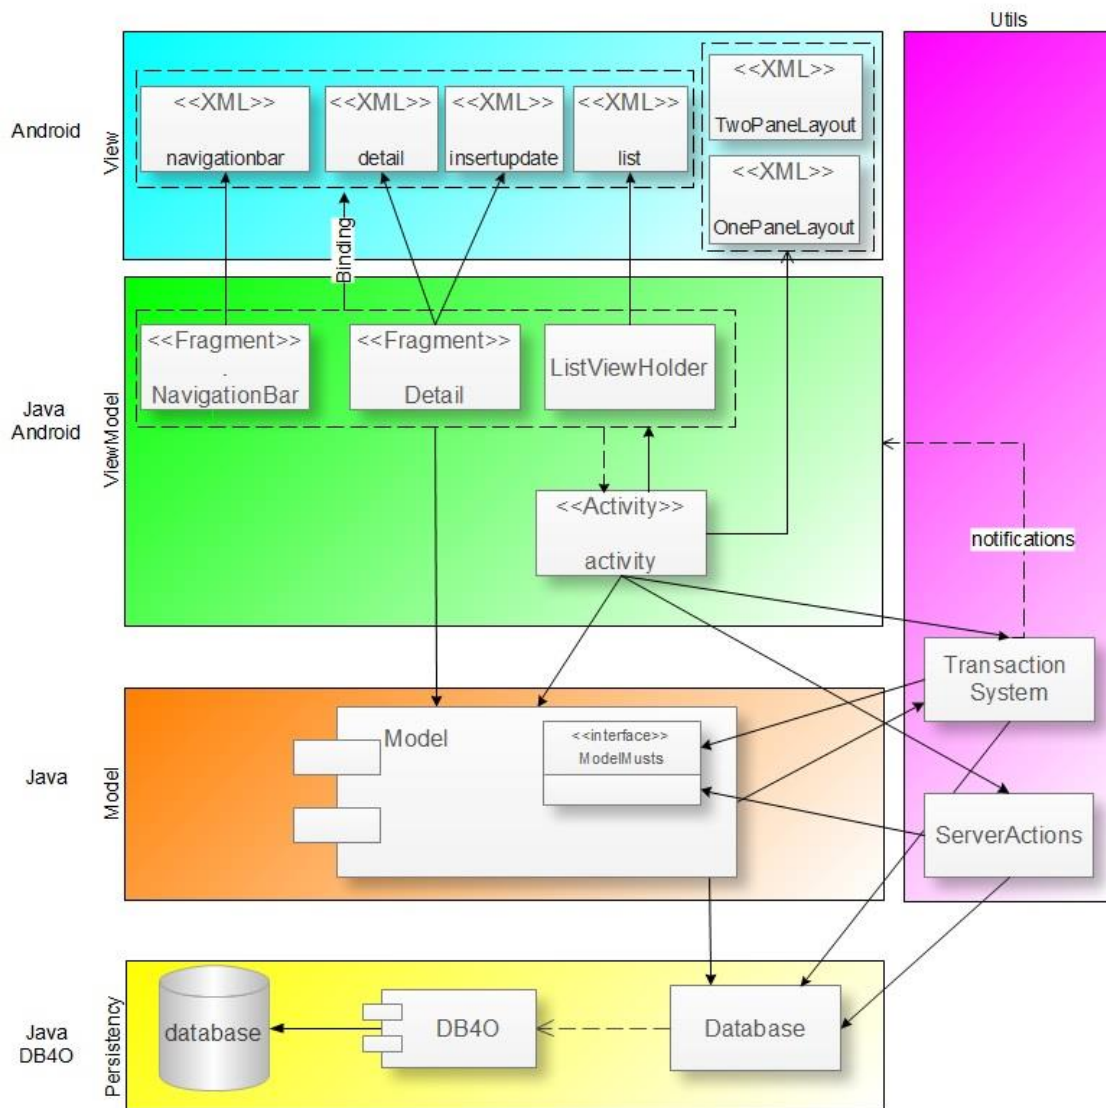 Utils
Android
View
<<XML>>
navigationbar
<<XML>>
detail
<<XML>>
insertupdate
<<XML>>
list
<<XML>>
TwoPaneLayout
<<XML>>
OnePaneLayout
Binding
Java
Android
ViewModel
<<Fragment>>
.
NavigationBar
<<Fragment>>
Detail
ListViewHolder
<<Activity>>
activity
notifications
Transaction
System
Java
Model
Model
<<interface>>
ModelMusts
ServerActions
Java
DB4O
Persistency
database
DB4O
Database